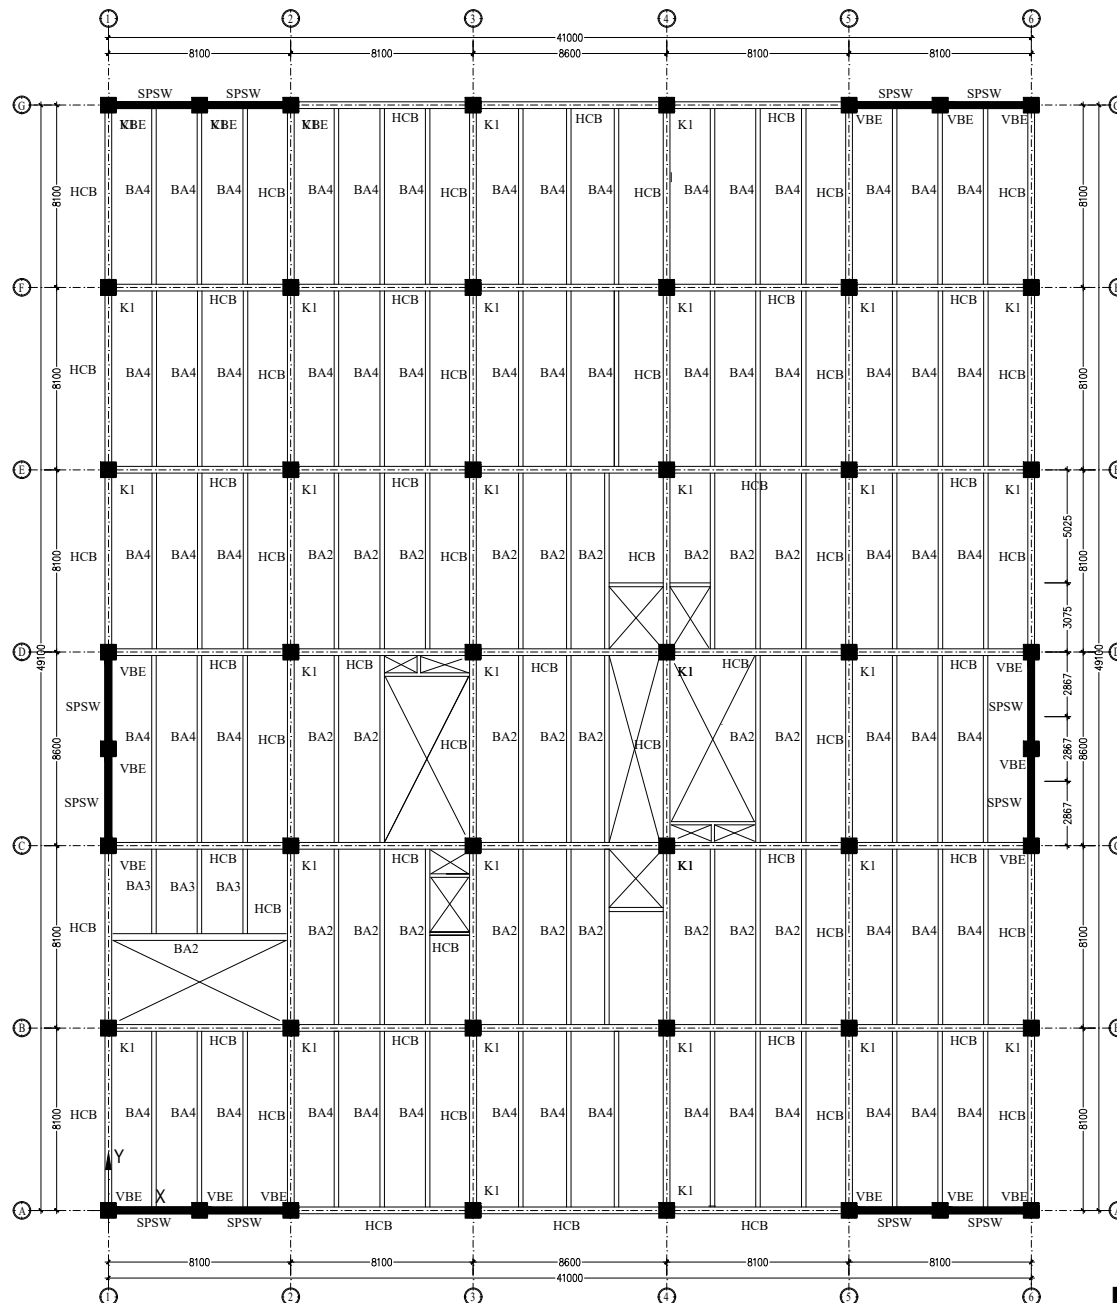 1 2 3 4 5 6
41000
8100 8100 8600 8100 8100
SPSW SPSW SPSW SPSW
G
VBE VBE VBE HCB K1 HCB K1 HCB VBE VBE VBE
HCB BA4 BA4 BA4 HCB BA4 BA4 BA4 HCB BA4 BA4 BA4 HCB BA4 BA4 BA4 HCB BA4 BA4 BA4 HCB
8100 8100
F
HCB HCB HCB HCB
K1 K1 K1 K1 K1 K1
HCB BA4 BA4 BA4 HCB BA4 BA4 BA4 HCB BA4 BA4 BA4 HCB BA4 BA4 BA4 HCB BA4 BA4 BA4 HCB
8100 8100
E
HCB HCB HCB HCB
K1 K1 K1 K1 K1 K1
5025
HCB BA4 BA4 BA4 HCB BA2 BA2 BA2 HCB BA2 BA2 BA2 HCB BA2 BA2 BA2 HCB BA4 BA4 BA4 HCB
8100 8100
3075
D
49100 49100
HCB HCB HCB HCB HCB
VBE K1 K1 K1 K1 VBE
2867
SPSW SPSW
BA4 BA4 BA4 HCB BA2 BA2 HCB BA2 BA2 BA2 HCB BA2 BA2 HCB BA4 BA4
8600 2867 8600
VBE VBE
SPSW SPSW
2867
C
HCB HCB HCB HCB
VBE K1 K1 K1 K1 VBE
BA3 BA3 BA3
HCB HCB BA2 BA2 BA2 BA2 BA2 BA2 BA2 BA2 BA2 HCB BA4 BA4 BA4 HCB
8100 8100
BA2 HCB
B
HCB HCB HCB HCB
K1 K1 K1 K1 K1 K1
HCB BA4 BA4 BA4 HCB BA4 BA4 BA4 HCB BA4 BA4 BA4 BA4 BA4 BA4 HCB BA4 BA4 BA4 HCB
8100 8100
Y
X
VBE VBE VBE K1 K1 VBE VBE VBE
A
SPSW SPSW HCB HCB HCB SPSW SPSW
8100 8100 8600 8100 8100
41000
1 2 3 4 5 6